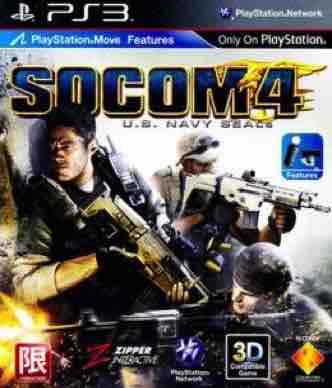 PS3
PlayStation®Network
PlayStation®Move Features
Only On PlayStation®
SOCOM 4
U.S. NAVY SEALs
Features
限
ZIPPER
INTERACTIVE
PlayStation
Network
3D
Compatible
Game